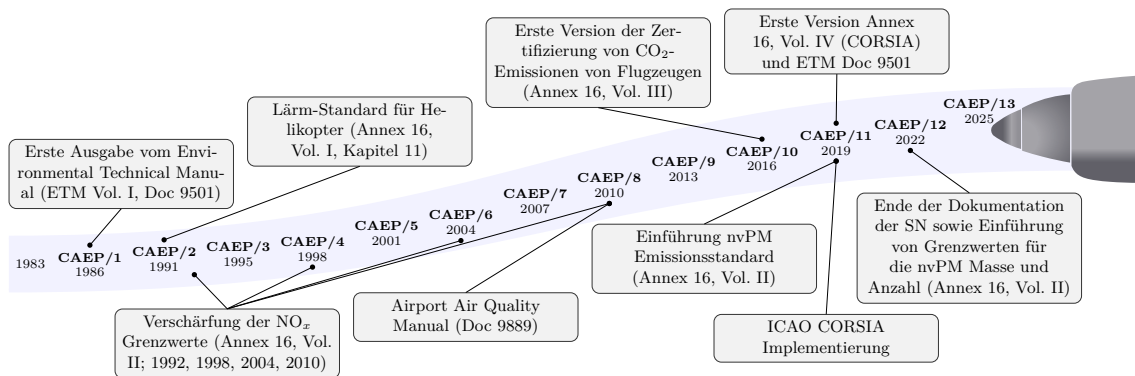 Erste Version der Zer-
tifizierung von CO₂-
Emissionen von Flugzeugen
(Annex 16, Vol. III)
Erste Version Annex
16, Vol. IV (CORSIA)
und ETM Doc 9501
Lärm-Standard für He-
likopter (Annex 16,
Vol. I, Kapitel 11)
Erste Ausgabe vom Envi-
ronmental Technical Manu-
al (ETM Vol. I, Doc 9501)
1983
CAEP/1
1986
CAEP/2
1991
CAEP/3
1995
CAEP/4
1998
CAEP/5
2001
CAEP/6
2004
CAEP/7
2007
CAEP/8
2010
CAEP/9
2013
CAEP/10
2016
CAEP/11
2019
CAEP/12
2022
CAEP/13
2025
Verschärfung der NOₓ
Grenzwerte (Annex 16, Vol.
II; 1992, 1998, 2004, 2010)
Airport Air Quality
Manual (Doc 9889)
Einführung nvPM
Emissionsstandard
(Annex 16, Vol. II)
ICAO CORSIA
Implementierung
Ende der Dokumentation
der SN sowie Einführung
von Grenzwerten für
die nvPM Masse und
Anzahl (Annex 16, Vol. II)